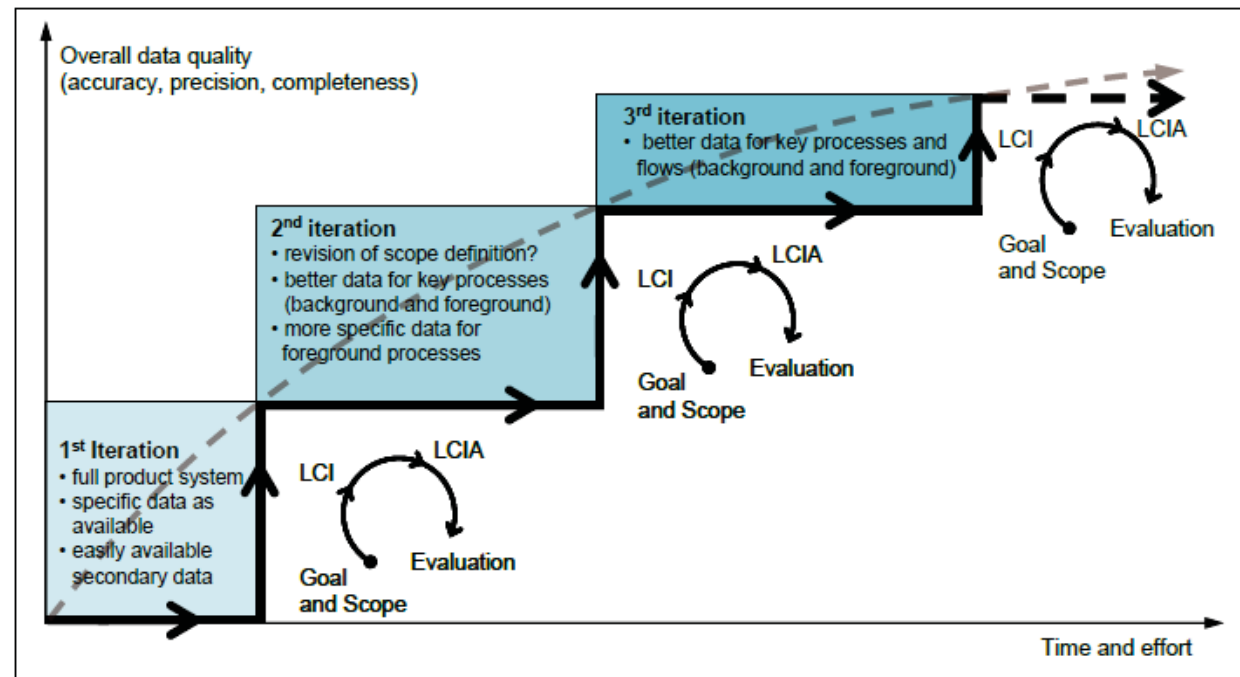 Overall data quality
(accuracy, precision, completeness)
3rd iteration
• better data for key processes and
flows (background and foreground)
LCI
LCIA
Evaluation
Goal
and Scope
2nd iteration
• revision of scope definition?
• better data for key processes
(background and foreground)
• more specific data for
foreground processes
LCI
LCIA
Evaluation
Goal
and Scope
1st Iteration
• full product system
• specific data as
available
• easily available
secondary data
LCI
LCIA
Evaluation
Goal
and Scope
Time and effort